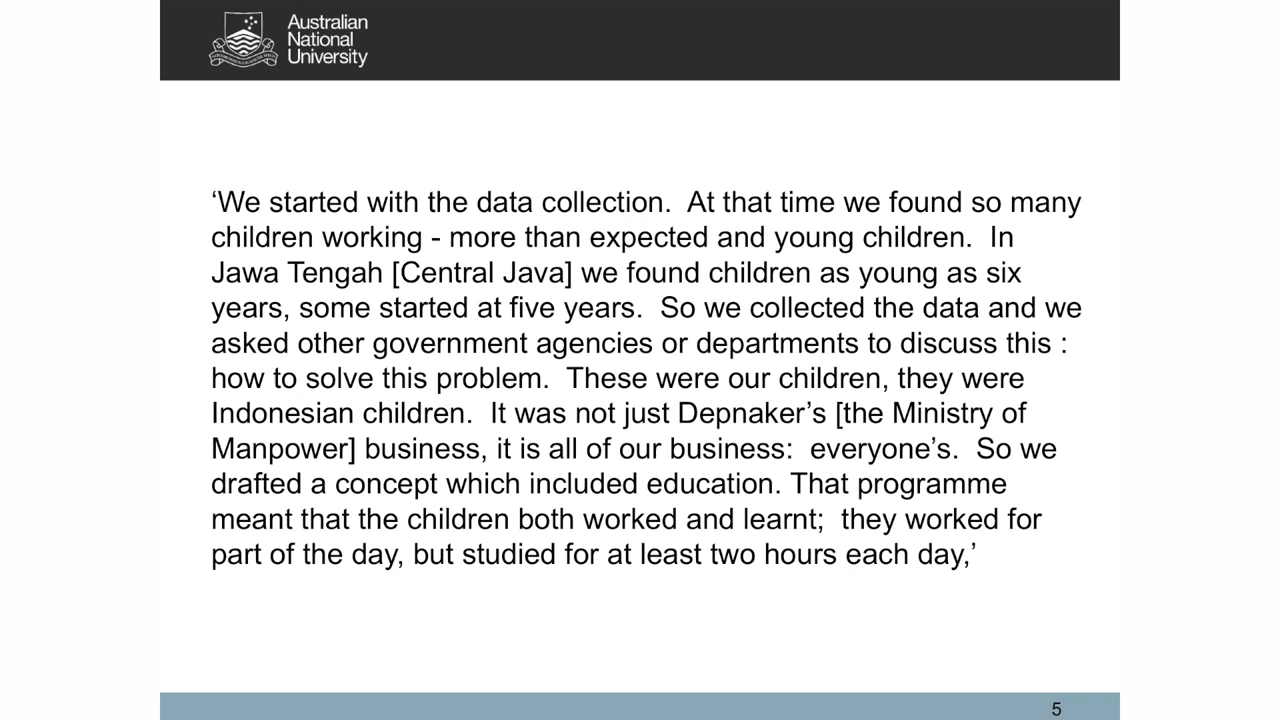 Australian
National
University
‘We started with the data collection.  At that time we found so many
children working - more than expected and young children.  In
Jawa Tengah [Central Java] we found children as young as six
years, some started at five years.  So we collected the data and we
asked other government agencies or departments to discuss this :
how to solve this problem.  These were our children, they were
Indonesian children.  It was not just Depnaker’s [the Ministry of
Manpower] business, it is all of our business:  everyone’s.  So we
drafted a concept which included education. That programme
meant that the children both worked and learnt;  they worked for
part of the day, but studied for at least two hours each day,’
5